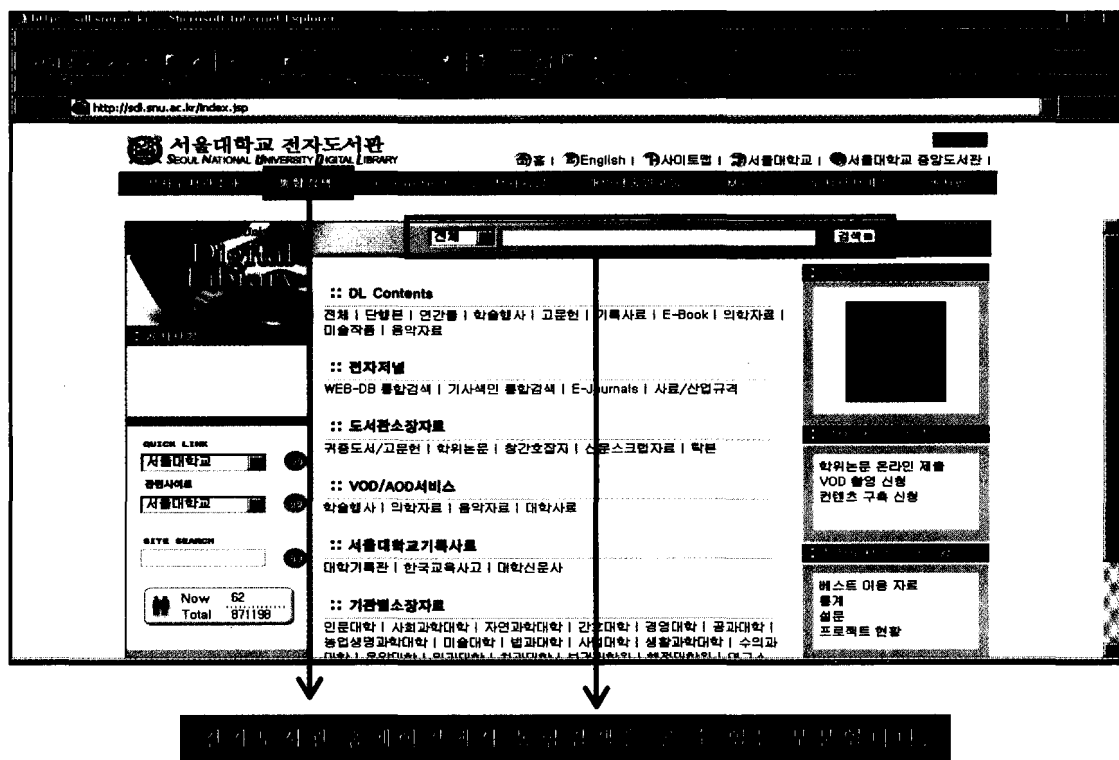 Microsoft Internet Explorer
http://sdl.snu.ac.kr/index.jsp
서울대학교 전자도서관
SEOUL NATIONAL UNIVERSITY DIGITAL LIBRARY
홈 | English | 사이트맵 | 서울대학교 | 서울대학교 중앙도서관 |
통합검색
Digital
Library
전체
검색
:: DL Contents
전체 | 단행본 | 연간물 | 학술행사 | 고문헌 | 기록사료 | E-Book | 의학자료 |
미술작품 | 음악자료
:: 전자저널
WEB-DB 통합검색 | 기사색인 통합검색 | E-Journals | 사료/산업규격
:: 도서관소장자료
귀중도서/고문헌 | 학위논문 | 창간호잡지 | 신문스크랩자료 | 탁본
:: VOD/AOD서비스
학술행사 | 의학자료 | 음악자료 | 대학사료
:: 서울대학교기록사료
대학기록관 | 한국교육사고 | 대학신문사
:: 기관별소장자료
인문대학 | 사회과학대학 | 자연과학대학 | 간호대학 | 경영대학 | 공과대학 |
농업생명과학대학 | 미술대학 | 법과대학 | 사범대학 | 생활과학대학 | 수의과
QUICK LINK
서울대학교
관련사이트
서울대학교
SITE SEARCH
Now 62
Total 871198
학위논문 온라인 제출
VOD 촬영 신청
컨텐츠 구축 신청
베스트 이용 자료
통계
설문
프로젝트 현황